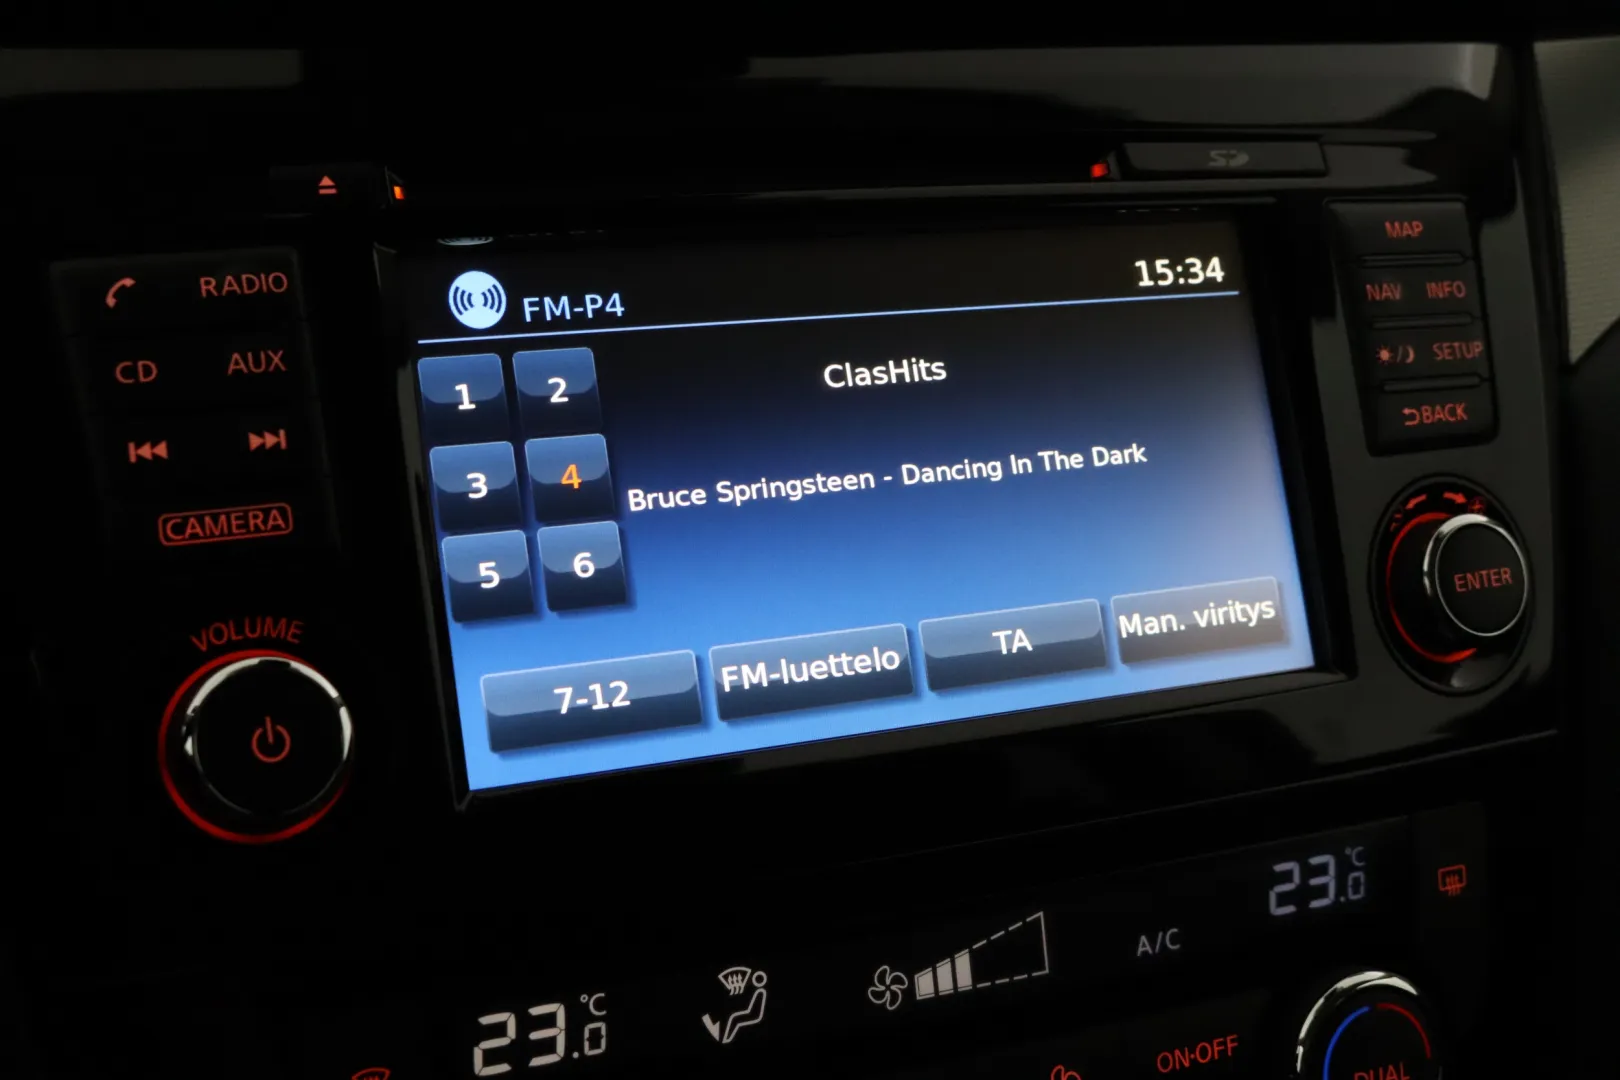 SD
MAP
RADIO
NAV INFO
CD AUX
SETUP
BACK
CAMERA
VOLUME
ENTER
FM-P4
15:34
1 2
ClasHits
3 4
Bruce Springsteen - Dancing In The Dark
5 6
7-12
FM-luettelo
TA
Man. viritys
23.0 °C
A/C
23.0 °C
ON·OFF
DUAL